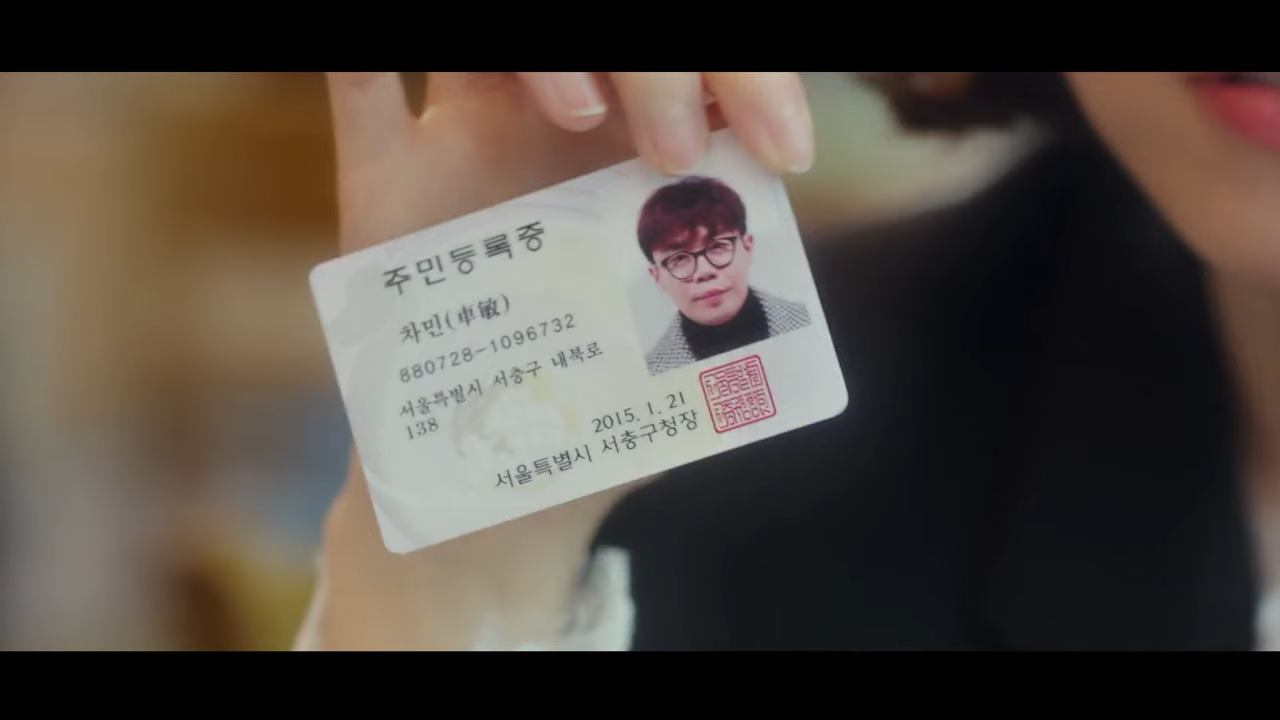 주민등록증
차민(車敏)
880728-1096732
서울특별시 서충구 내북로
138
2015. 1. 21
서울특별시 서충구청장